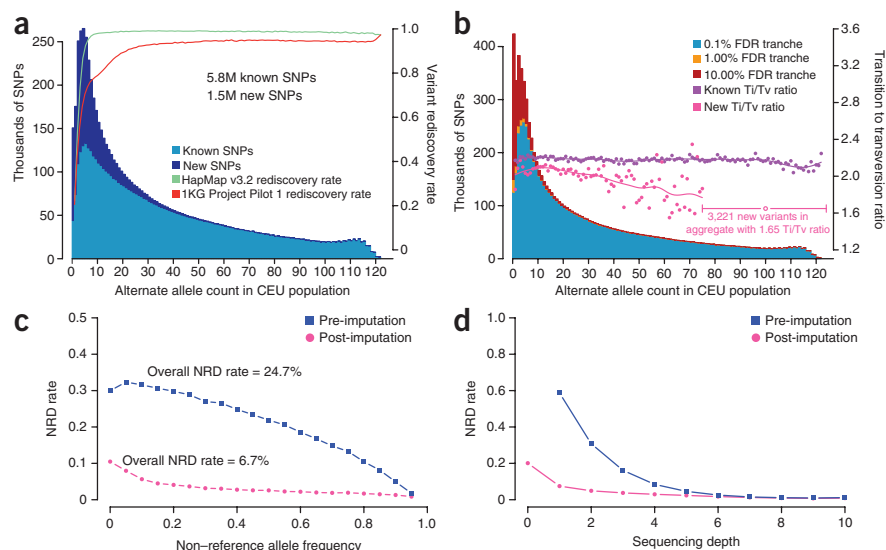 a
250
200
150
100
50
0
Thousands of SNPs
5.8M known SNPs
1.5M new SNPs
Known SNPs
New SNPs
HapMap v3.2 rediscovery rate
1KG Project Pilot 1 rediscovery rate
1.0
0.8
0.6
0.4
0.2
0
Variant rediscovery rate
0 10 20 30 40 50 60 70 80 90 100 110 120
Alternate allele count in CEU population
b
400
300
200
100
0
Thousands of SNPs
0.1% FDR tranche
1.00% FDR tranche
10.00% FDR tranche
Known Ti/Tv ratio
New Ti/Tv ratio
3,221 new variants in
aggregate with 1.65 Ti/Tv ratio
3.6
3.2
2.8
2.4
2.0
1.6
1.2
Transition to transversion ratio
0 10 20 30 40 50 60 70 80 90 100 110 120
Alternate allele count in CEU population
c
0.5
0.4
0.3
0.2
0.1
0
NRD rate
Pre-imputation
Post-imputation
Overall NRD rate = 24.7%
Overall NRD rate = 6.7%
0 0.2 0.4 0.6 0.8 1.0
Non–reference allele frequency
d
1.0
0.8
0.6
0.4
0.2
0
NRD rate
Pre-imputation
Post-imputation
0 2 4 6 8 10
Sequencing depth